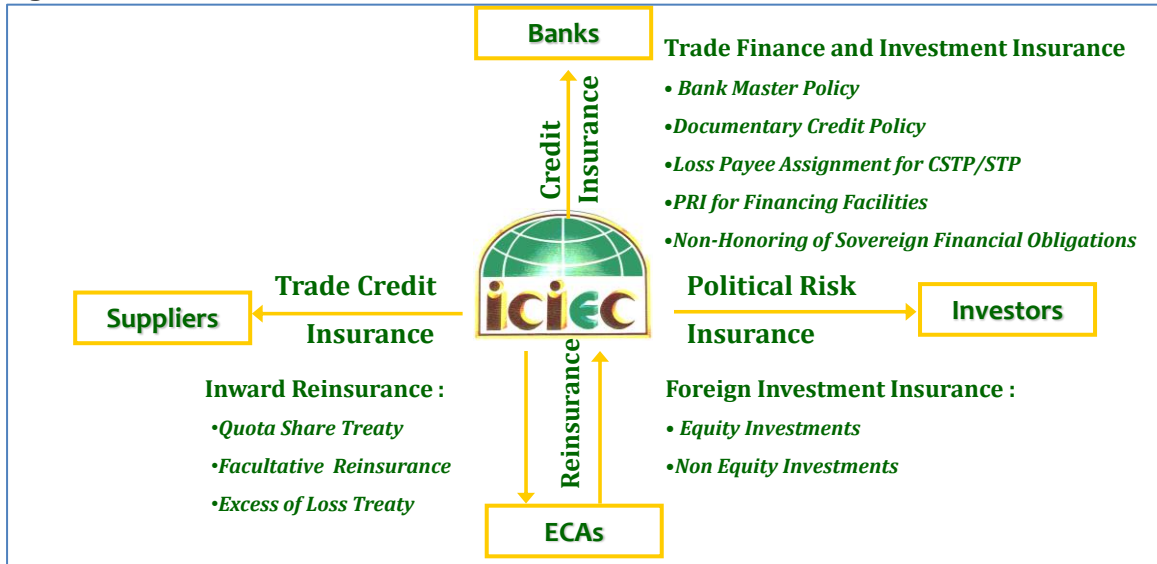 Banks
Trade Finance and Investment Insurance
• Bank Master Policy
•Documentary Credit Policy
•Loss Payee Assignment for CSTP/STP
•PRI for Financing Facilities
•Non-Honoring of Sovereign Financial Obligations
Credit
Insurance
Trade Credit
Insurance
Suppliers
iCiEC
Political Risk
Insurance
Investors
Inward Reinsurance :
•Quota Share Treaty
•Facultative Reinsurance
•Excess of Loss Treaty
Reinsurance
Foreign Investment Insurance :
• Equity Investments
•Non Equity Investments
ECAs